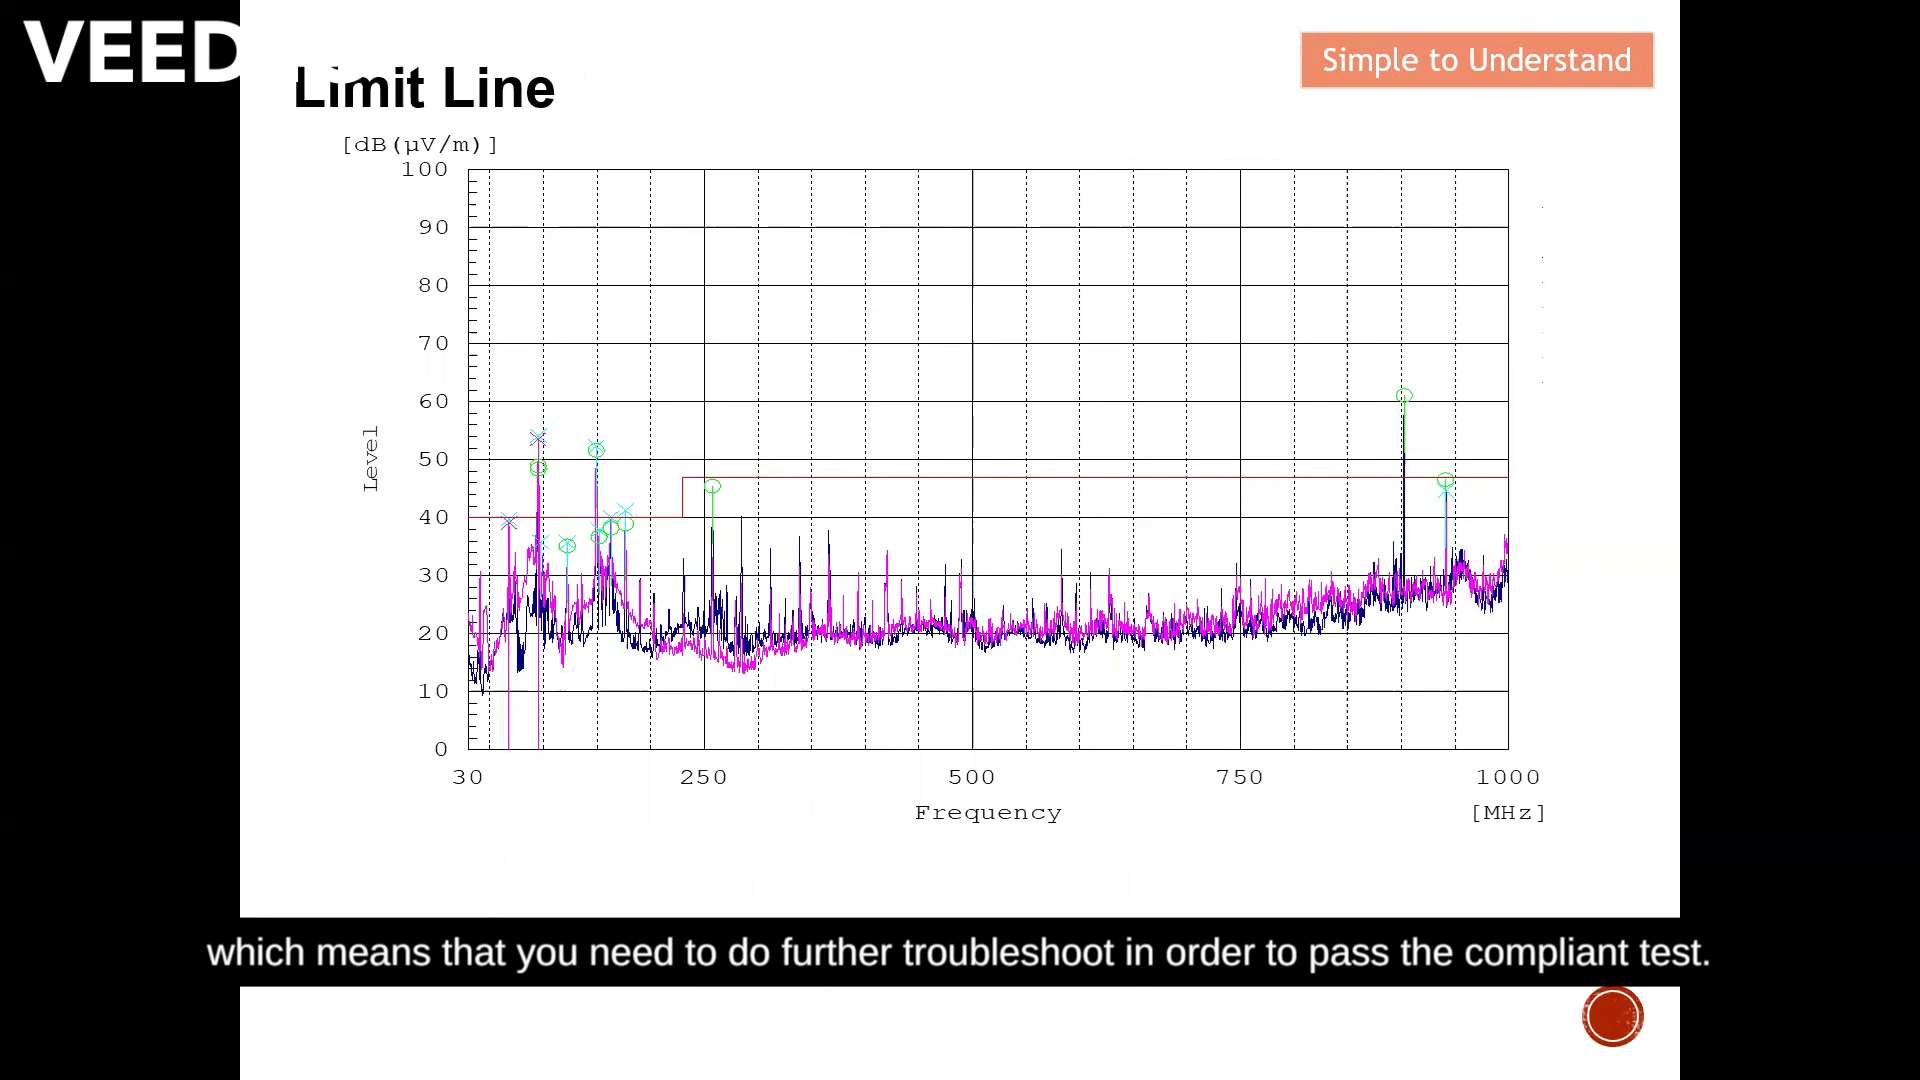 VEED
Simple to Understand
Limit Line
[dB(µV/m)]
100
90
80
70
60
50
40
30
20
10
0
Level
30 250 500 750 1000
Frequency [MHz]
which means that you need to do further troubleshoot in order to pass the compliant test.